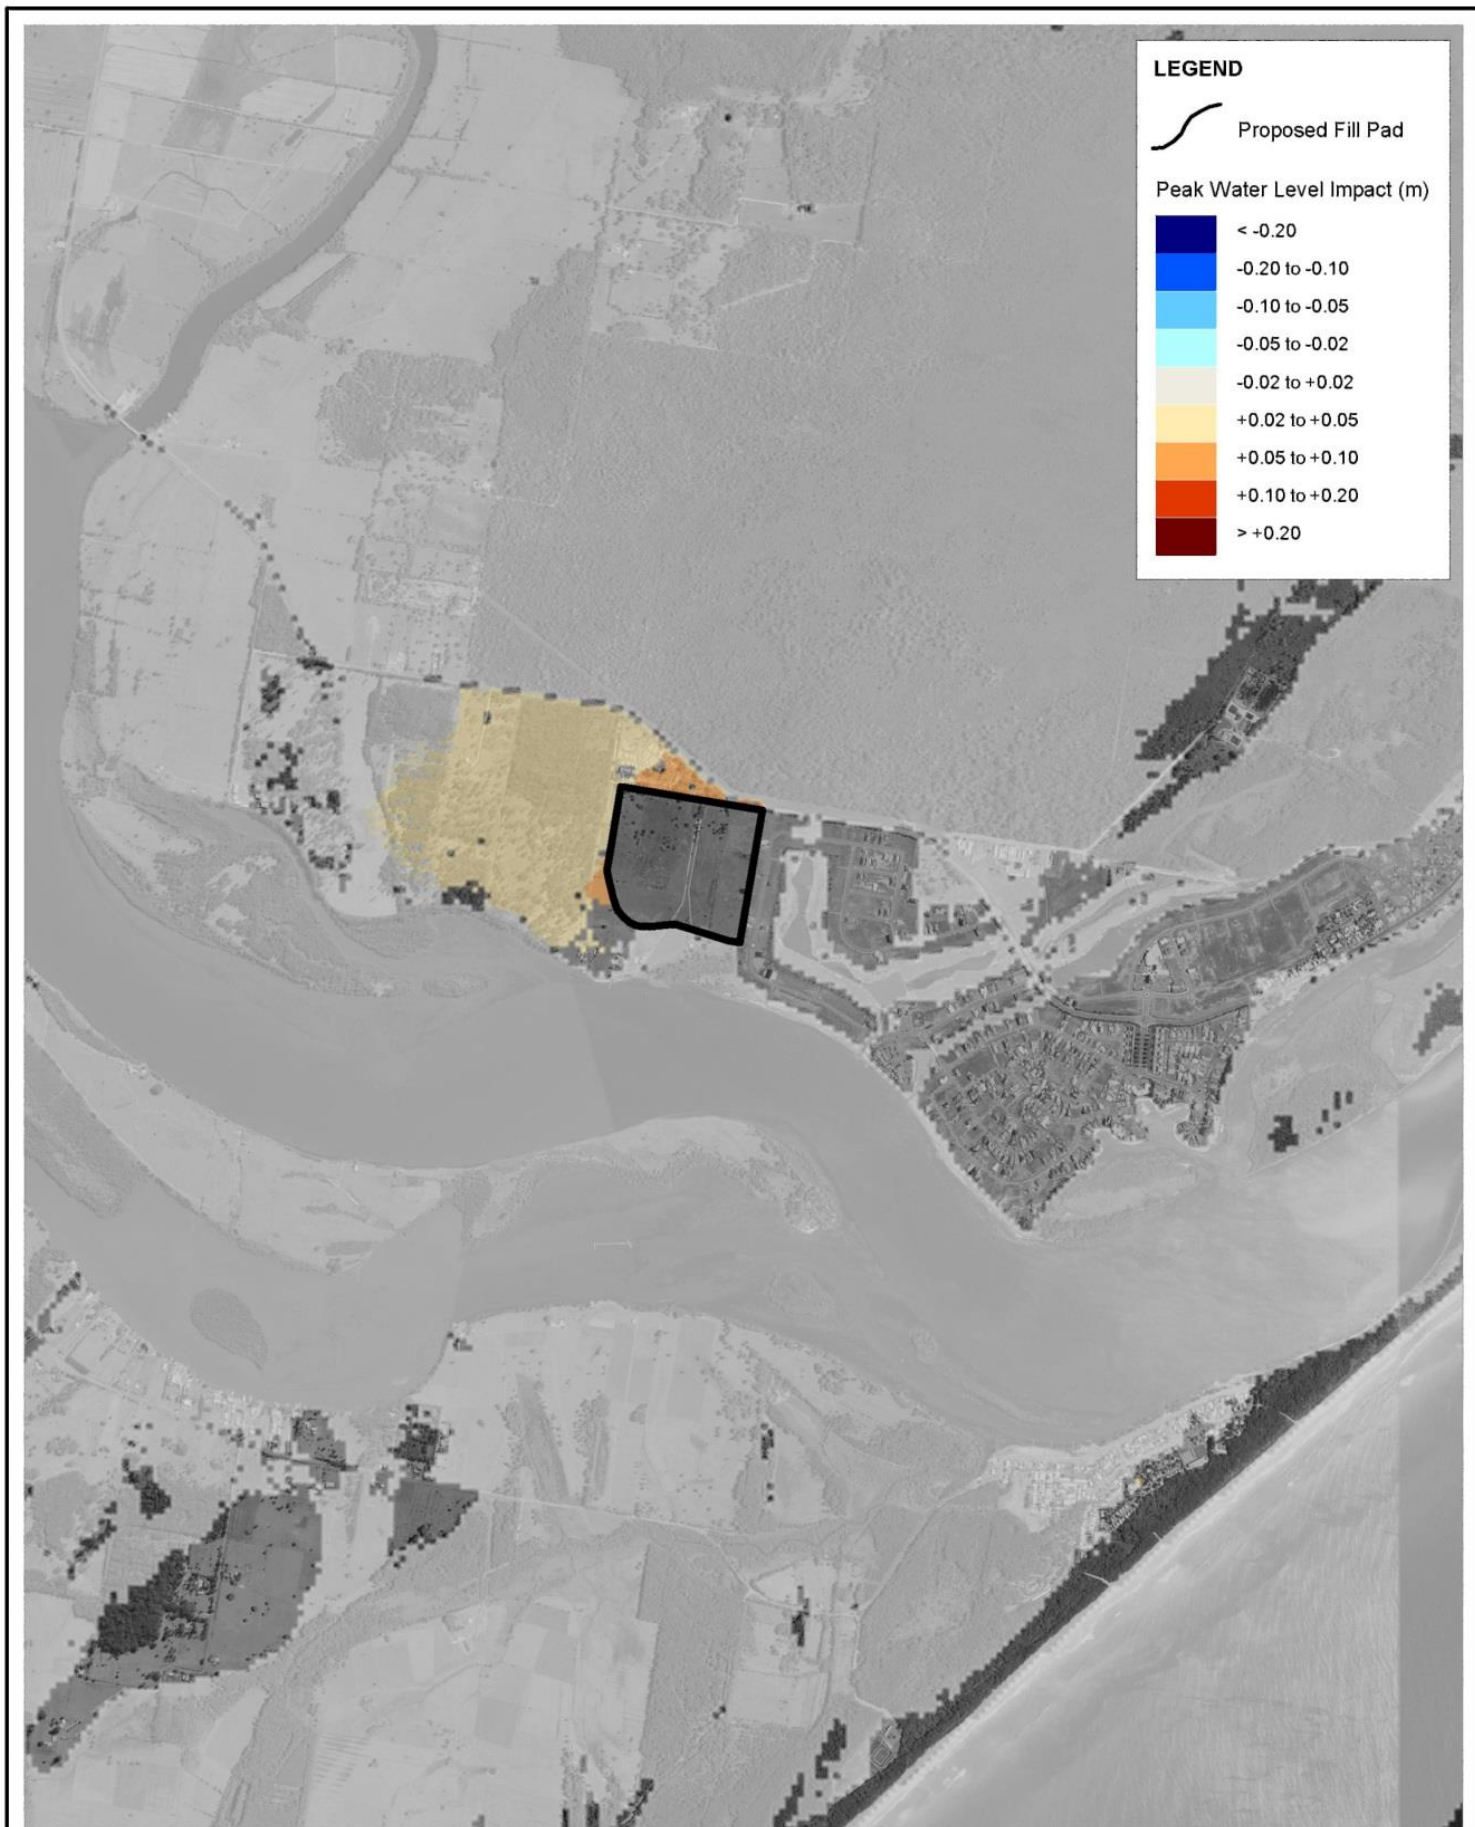 LEGEND
Proposed Fill Pad
Peak Water Level Impact (m)
< -0.20
-0.20 to -0.10
-0.10 to -0.05
-0.05 to -0.02
-0.02 to +0.02
+0.02 to +0.05
+0.05 to +0.10
+0.10 to +0.20
> +0.20